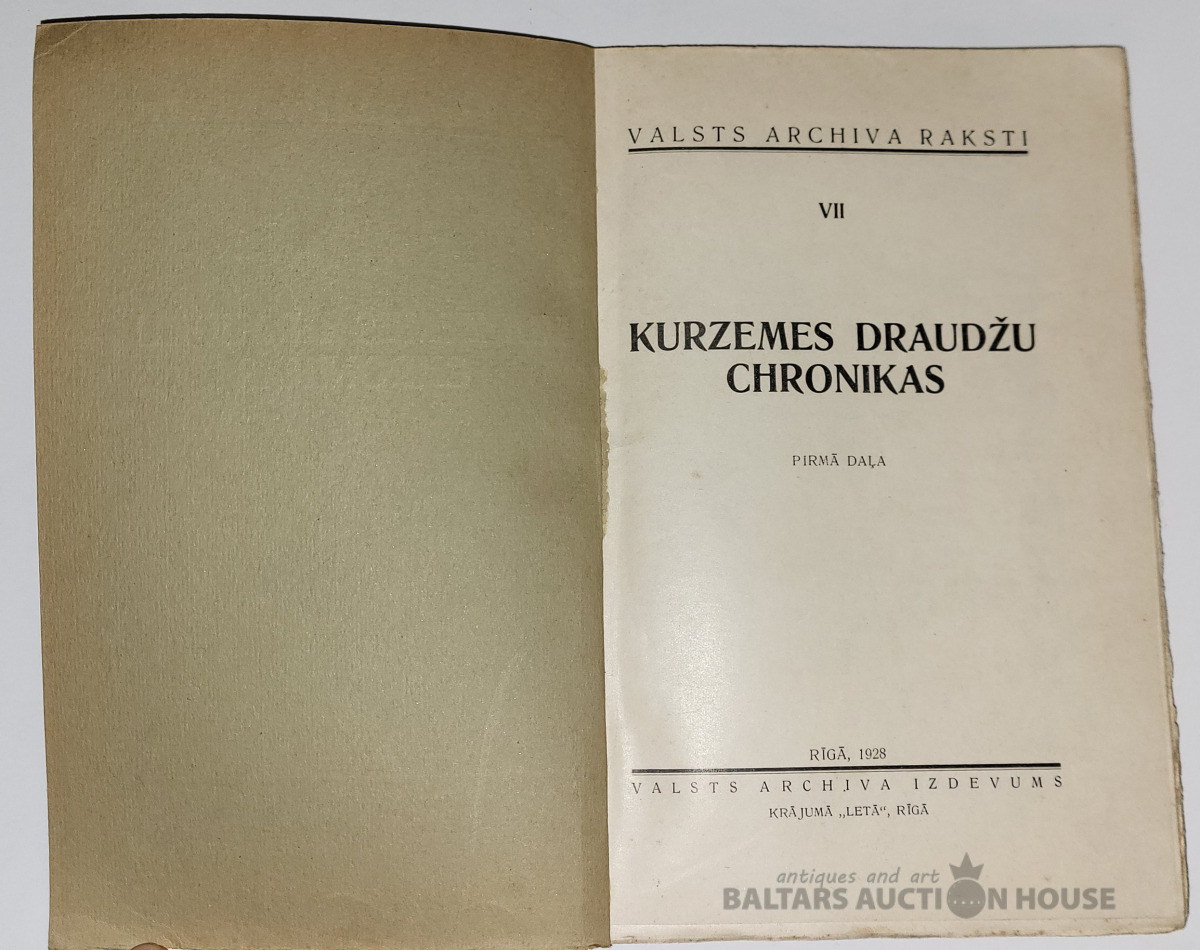 VALSTS ARCHIVA RAKSTI
VII
KURZEMES DRAUDŽU
CHRONIKAS
PIRMĀ DAĻA
RĪGĀ, 1928
VALSTS ARCHIVA IZDEVUMS
KRĀJUMĀ „LETĀ“, RĪGĀ
antiques and art
BALTARS AUCTION HOUSE